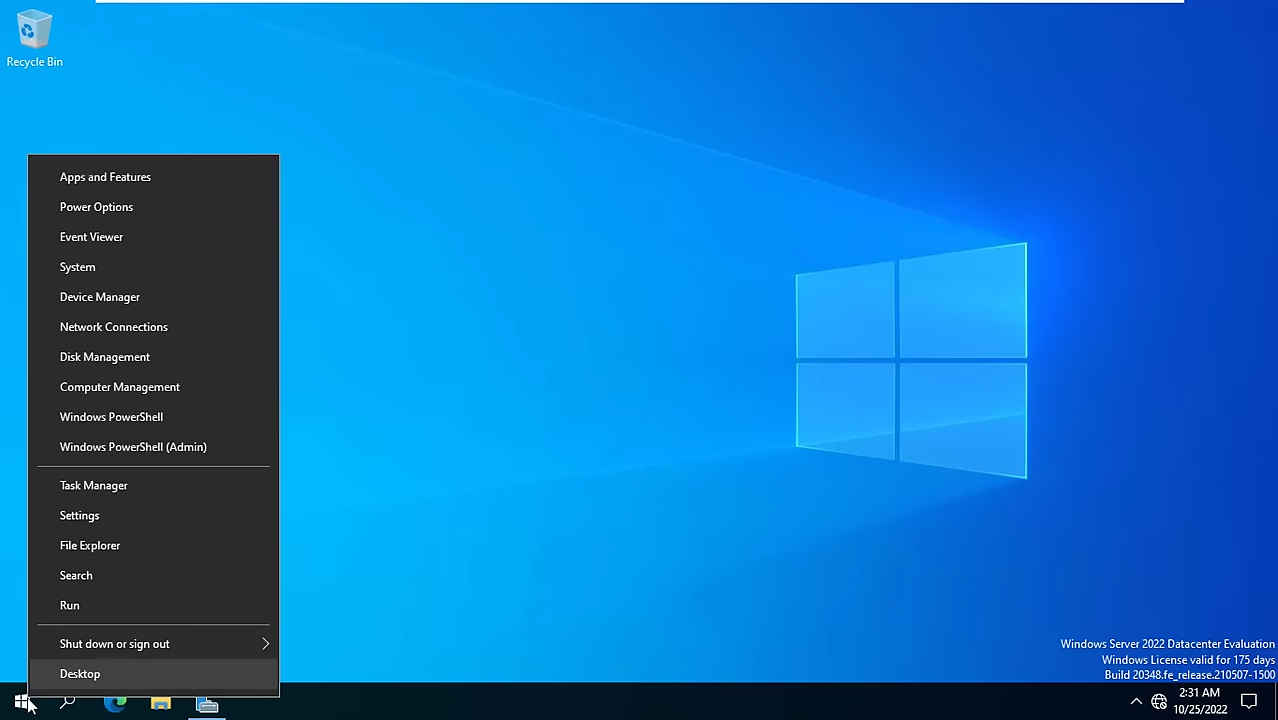 Recycle Bin
Apps and Features
Power Options
Event Viewer
System
Device Manager
Network Connections
Disk Management
Computer Management
Windows PowerShell
Windows PowerShell (Admin)
Task Manager
Settings
File Explorer
Search
Run
Shut down or sign out
Desktop
Windows Server 2022 Datacenter Evaluation
Windows License valid for 175 days
Build 20348.fe_release.210507-1500
2:31 AM
10/25/2022